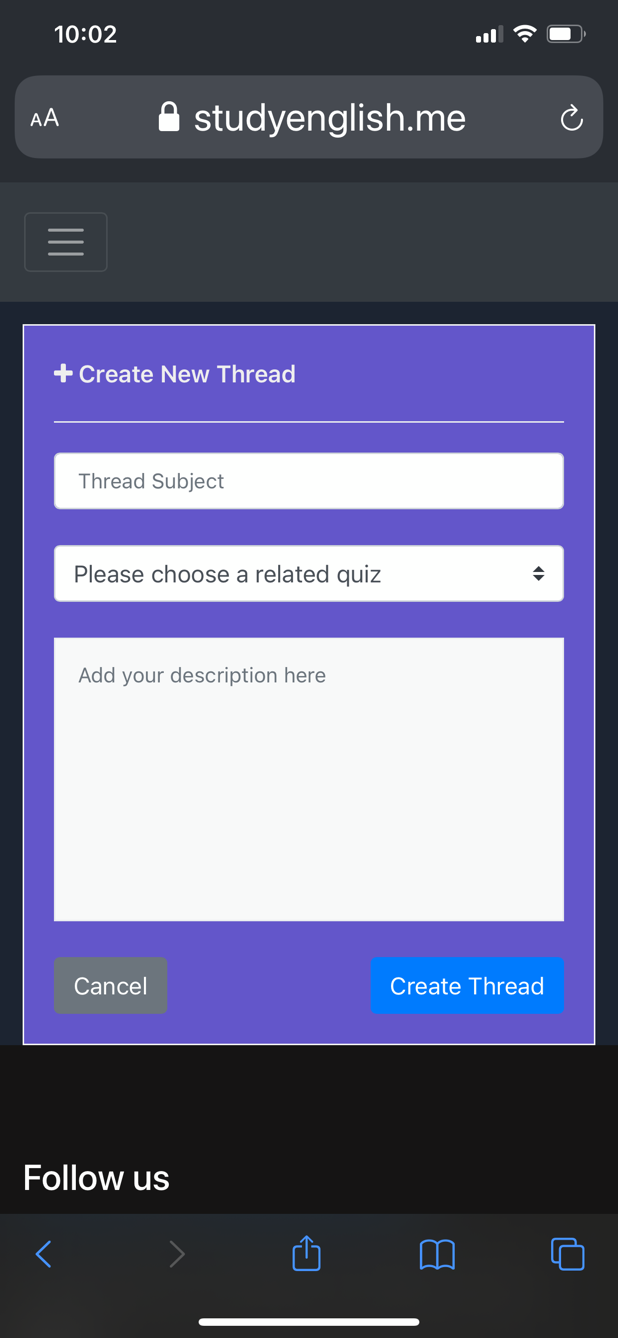 10:02
AA studyenglish.me
Create New Thread
Thread Subject
Please choose a related quiz
Add your description here
Cancel Create Thread
Follow us